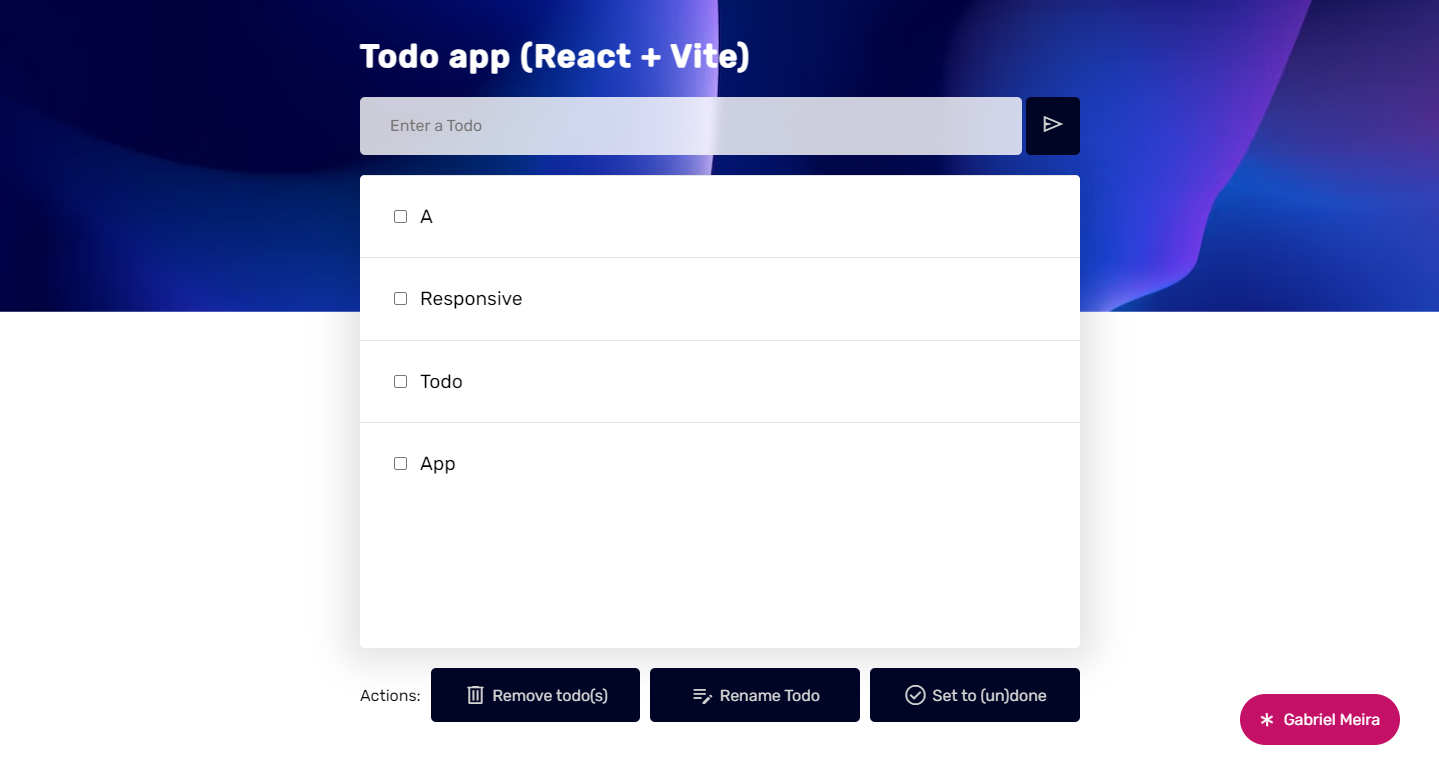 Todo app (React + Vite)
Enter a Todo
A
Responsive
Todo
App
Actions:
Remove todo(s)
Rename Todo
Set to (un)done
Gabriel Meira